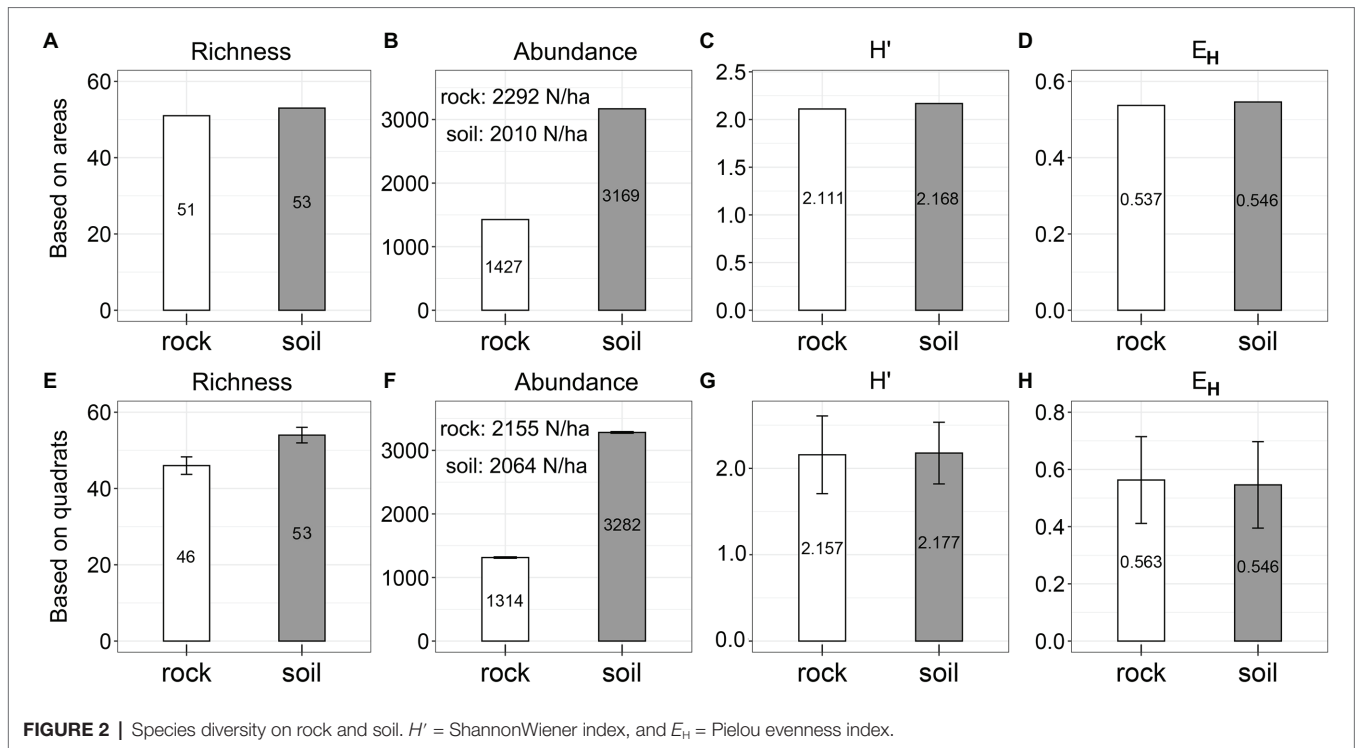 A
Richness
B
Abundance
C
H'
D
E_H
Based on areas
60
40
20
0
51
53
rock
soil
3000
2000
1000
0
rock: 2292 N/ha
soil: 2010 N/ha
1427
3169
rock
soil
2.5
2.0
1.5
1.0
0.5
0.0
2.111
2.168
rock
soil
0.6
0.4
0.2
0.0
0.537
0.546
rock
soil
E
Richness
F
Abundance
G
H'
H
E_H
Based on quadrats
60
40
20
0
46
53
rock
soil
3000
2000
1000
0
rock: 2155 N/ha
soil: 2064 N/ha
1314
3282
rock
soil
2.0
1.0
0.0
2.157
2.177
rock
soil
0.8
0.6
0.4
0.2
0.0
0.563
0.546
rock
soil
FIGURE 2 | Species diversity on rock and soil. H′ = ShannonWiener index, and E_H = Pielou evenness index.